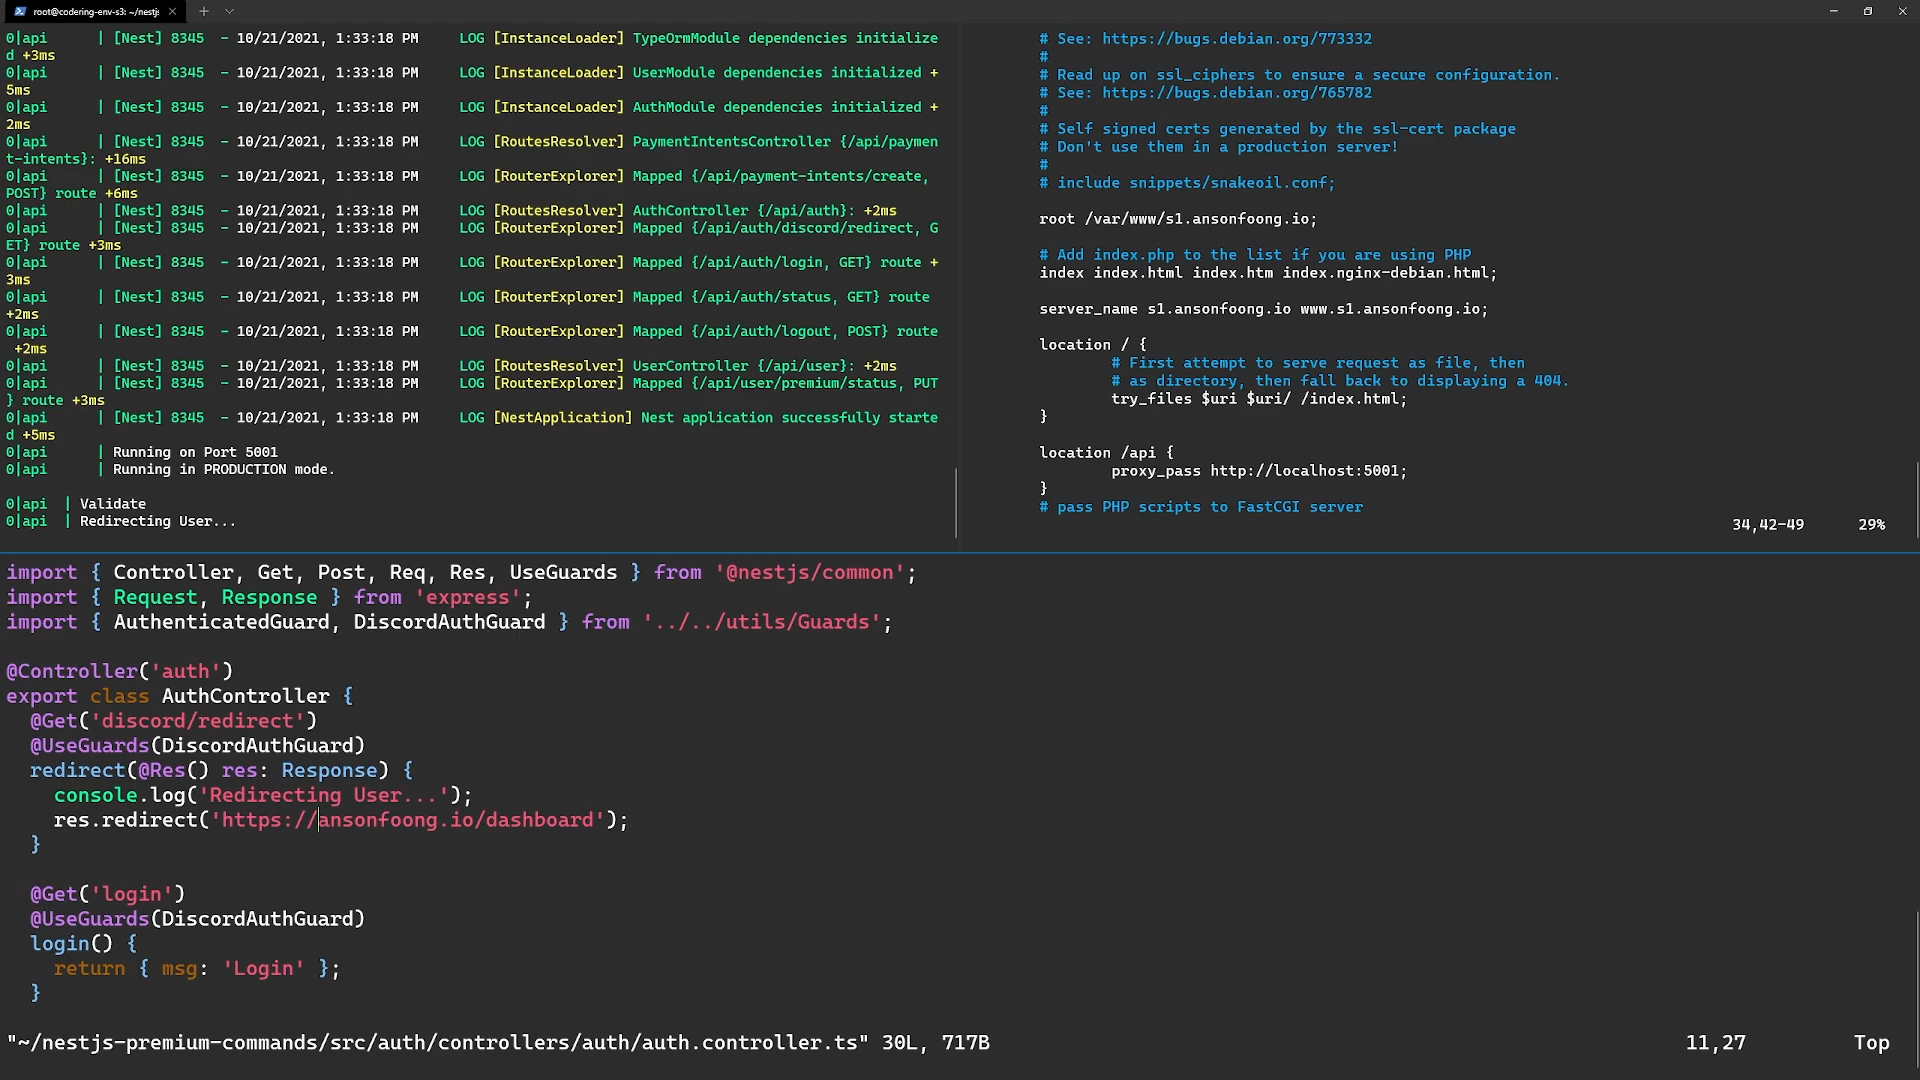 root@codering-env-s3: ~/nestjs
0|api      | [Nest] 8345  - 10/21/2021, 1:33:18 PM     LOG [InstanceLoader] TypeOrmModule dependencies initialize
d +3ms
0|api      | [Nest] 8345  - 10/21/2021, 1:33:18 PM     LOG [InstanceLoader] UserModule dependencies initialized +
5ms
0|api      | [Nest] 8345  - 10/21/2021, 1:33:18 PM     LOG [InstanceLoader] AuthModule dependencies initialized +
2ms
0|api      | [Nest] 8345  - 10/21/2021, 1:33:18 PM     LOG [RoutesResolver] PaymentIntentsController {/api/paymen
t-intents}: +16ms
0|api      | [Nest] 8345  - 10/21/2021, 1:33:18 PM     LOG [RouterExplorer] Mapped {/api/payment-intents/create,
POST} route +6ms
0|api      | [Nest] 8345  - 10/21/2021, 1:33:18 PM     LOG [RoutesResolver] AuthController {/api/auth}: +2ms
0|api      | [Nest] 8345  - 10/21/2021, 1:33:18 PM     LOG [RouterExplorer] Mapped {/api/auth/discord/redirect, G
ET} route +3ms
0|api      | [Nest] 8345  - 10/21/2021, 1:33:18 PM     LOG [RouterExplorer] Mapped {/api/auth/login, GET} route +
3ms
0|api      | [Nest] 8345  - 10/21/2021, 1:33:18 PM     LOG [RouterExplorer] Mapped {/api/auth/status, GET} route
+2ms
0|api      | [Nest] 8345  - 10/21/2021, 1:33:18 PM     LOG [RouterExplorer] Mapped {/api/auth/logout, POST} route
 +2ms
0|api      | [Nest] 8345  - 10/21/2021, 1:33:18 PM     LOG [RoutesResolver] UserController {/api/user}: +2ms
0|api      | [Nest] 8345  - 10/21/2021, 1:33:18 PM     LOG [RouterExplorer] Mapped {/api/user/premium/status, PUT
} route +3ms
0|api      | [Nest] 8345  - 10/21/2021, 1:33:18 PM     LOG [NestApplication] Nest application successfully starte
d +5ms
0|api      | Running on Port 5001
0|api      | Running in PRODUCTION mode.
0|api  | Validate
0|api  | Redirecting User...
# See: https://bugs.debian.org/773332
#
# Read up on ssl_ciphers to ensure a secure configuration.
# See: https://bugs.debian.org/765782
#
# Self signed certs generated by the ssl-cert package
# Don't use them in a production server!
#
# include snippets/snakeoil.conf;
root /var/www/s1.ansonfoong.io;
# Add index.php to the list if you are using PHP
index index.html index.htm index.nginx-debian.html;
server_name s1.ansonfoong.io www.s1.ansonfoong.io;
location / {
        # First attempt to serve request as file, then
        # as directory, then fall back to displaying a 404.
        try_files $uri $uri/ /index.html;
}
location /api {
        proxy_pass http://localhost:5001;
}
# pass PHP scripts to FastCGI server
34,42-49      29%
import { Controller, Get, Post, Req, Res, UseGuards } from '@nestjs/common';
import { Request, Response } from 'express';
import { AuthenticatedGuard, DiscordAuthGuard } from '../../utils/Guards';
@Controller('auth')
export class AuthController {
  @Get('discord/redirect')
  @UseGuards(DiscordAuthGuard)
  redirect(@Res() res: Response) {
    console.log('Redirecting User...');
    res.redirect('https://ansonfoong.io/dashboard');
  }
  @Get('login')
  @UseGuards(DiscordAuthGuard)
  login() {
    return { msg: 'Login' };
  }
"~/nestjs-premium-commands/src/auth/controllers/auth/auth.controller.ts" 30L, 717B      11,27      Top